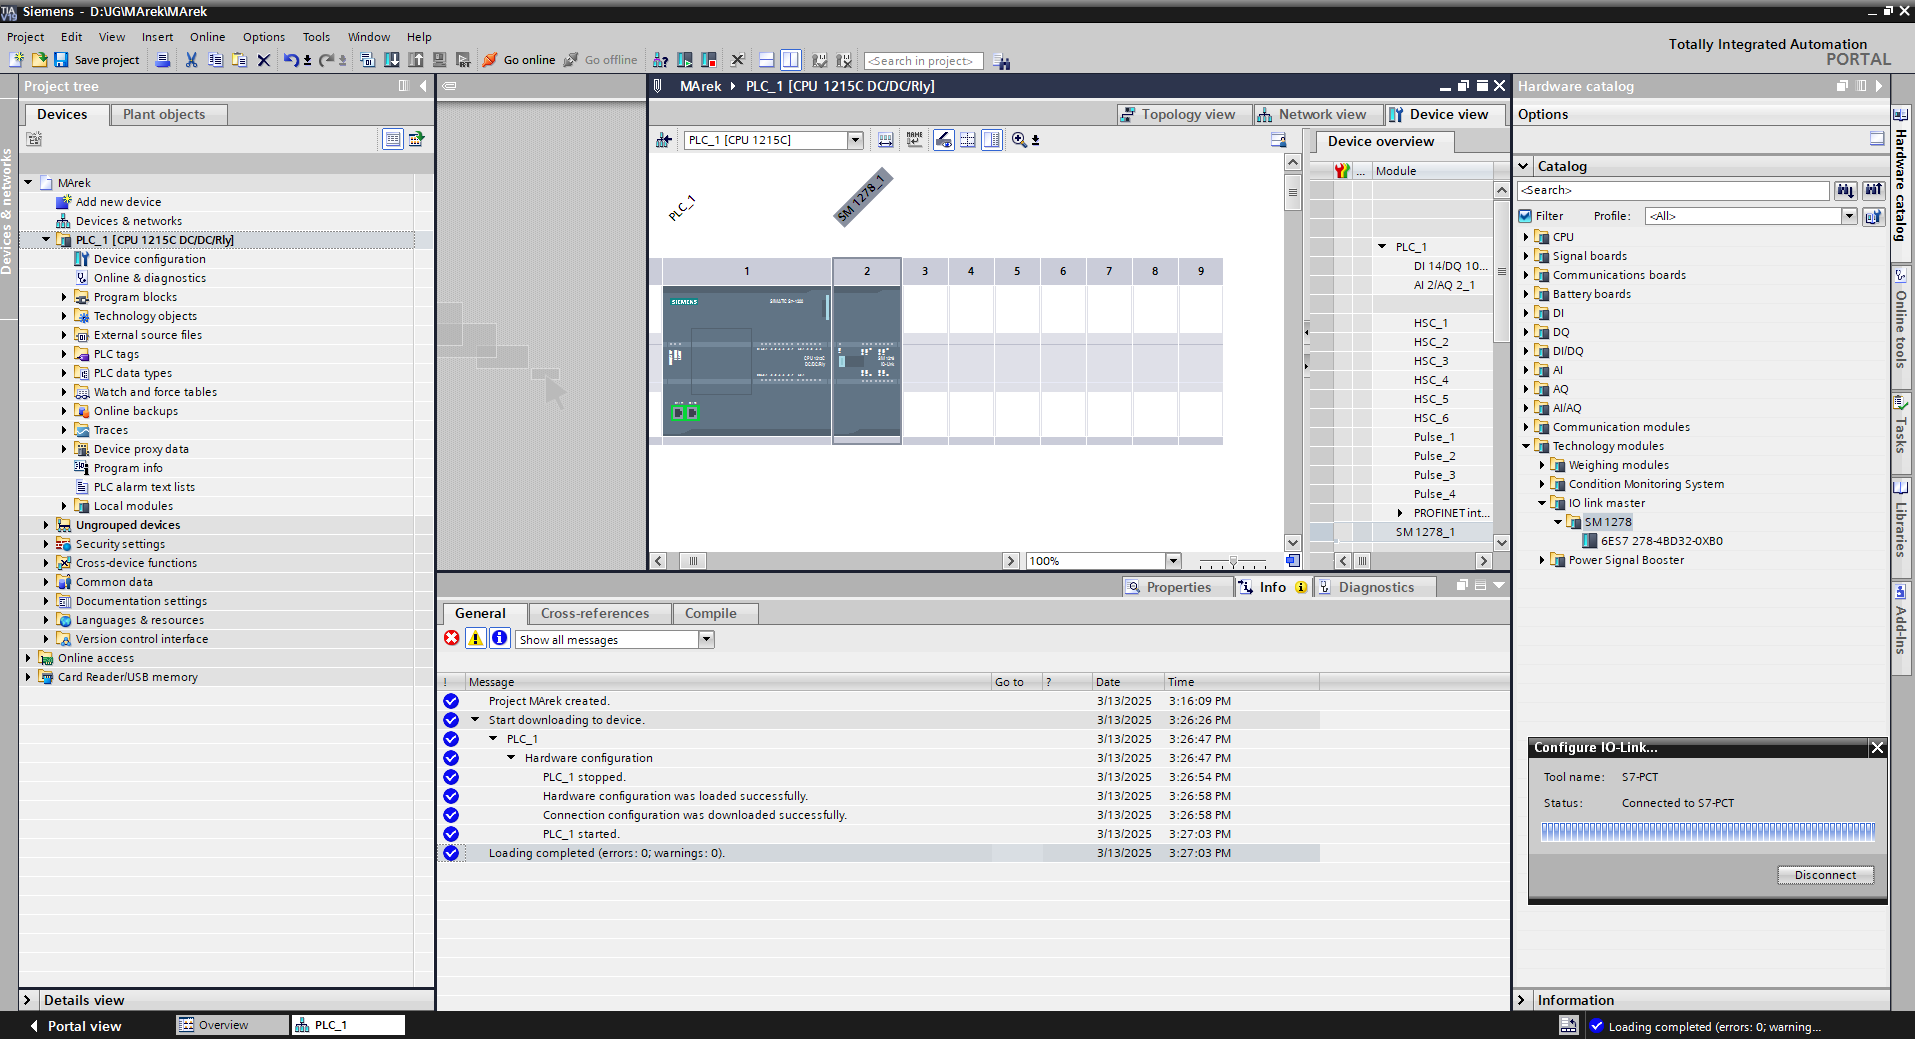 Siemens - D:\JG\MArek\MArek
Project Edit View Insert Online Options Tools Window Help
Totally Integrated Automation
PORTAL
Save project
Go online
Go offline
<Search in project>
Project tree
Devices
Plant objects
Devices & networks
MArek
Add new device
Devices & networks
PLC_1 [CPU 1215C DC/DC/Rly]
Device configuration
Online & diagnostics
Program blocks
Technology objects
External source files
PLC tags
PLC data types
Watch and force tables
Online backups
Traces
Device proxy data
Program info
PLC alarm text lists
Local modules
Ungrouped devices
Security settings
Cross-device functions
Common data
Documentation settings
Languages & resources
Version control interface
Online access
Card Reader/USB memory
Details view
MArek PLC_1 [CPU 1215C DC/DC/Rly]
Topology view
Network view
Device view
PLC_1 [CPU 1215C]
PLC_1
SM 1278_1
1 2 3 4 5 6 7 8 9
SIEMENS
SIMATIC S7-1200
CPU 1215C
DC/DC/Rly
SM 1278
IO-Link
100%
Device overview
... Module
PLC_1
DI 14/DQ 10...
AI 2/AQ 2_1
HSC_1
HSC_2
HSC_3
HSC_4
HSC_5
HSC_6
Pulse_1
Pulse_2
Pulse_3
Pulse_4
PROFINET int...
SM 1278_1
Properties
Info
Diagnostics
General
Cross-references
Compile
Show all messages
! Message Go to ? Date Time
Project MArek created. 3/13/2025 3:16:09 PM
Start downloading to device. 3/13/2025 3:26:26 PM
PLC_1 3/13/2025 3:26:47 PM
Hardware configuration 3/13/2025 3:26:47 PM
PLC_1 stopped. 3/13/2025 3:26:54 PM
Hardware configuration was loaded successfully. 3/13/2025 3:26:58 PM
Connection configuration was downloaded successfully. 3/13/2025 3:26:58 PM
PLC_1 started. 3/13/2025 3:27:03 PM
Loading completed (errors: 0; warnings: 0). 3/13/2025 3:27:03 PM
Hardware catalog
Options
Catalog
<Search>
Filter
Profile:
<All>
CPU
Signal boards
Communications boards
Battery boards
DI
DQ
DI/DQ
AI
AQ
AI/AQ
Communication modules
Technology modules
Weighing modules
Condition Monitoring System
IO link master
SM 1278
6ES7 278-4BD32-0XB0
Power Signal Booster
Configure IO-Link...
Tool name: S7-PCT
Status: Connected to S7-PCT
Disconnect
Information
Hardware catalog
Online tools
Tasks
Libraries
Add-Ins
Portal view
Overview
PLC_1
Loading completed (errors: 0; warning...